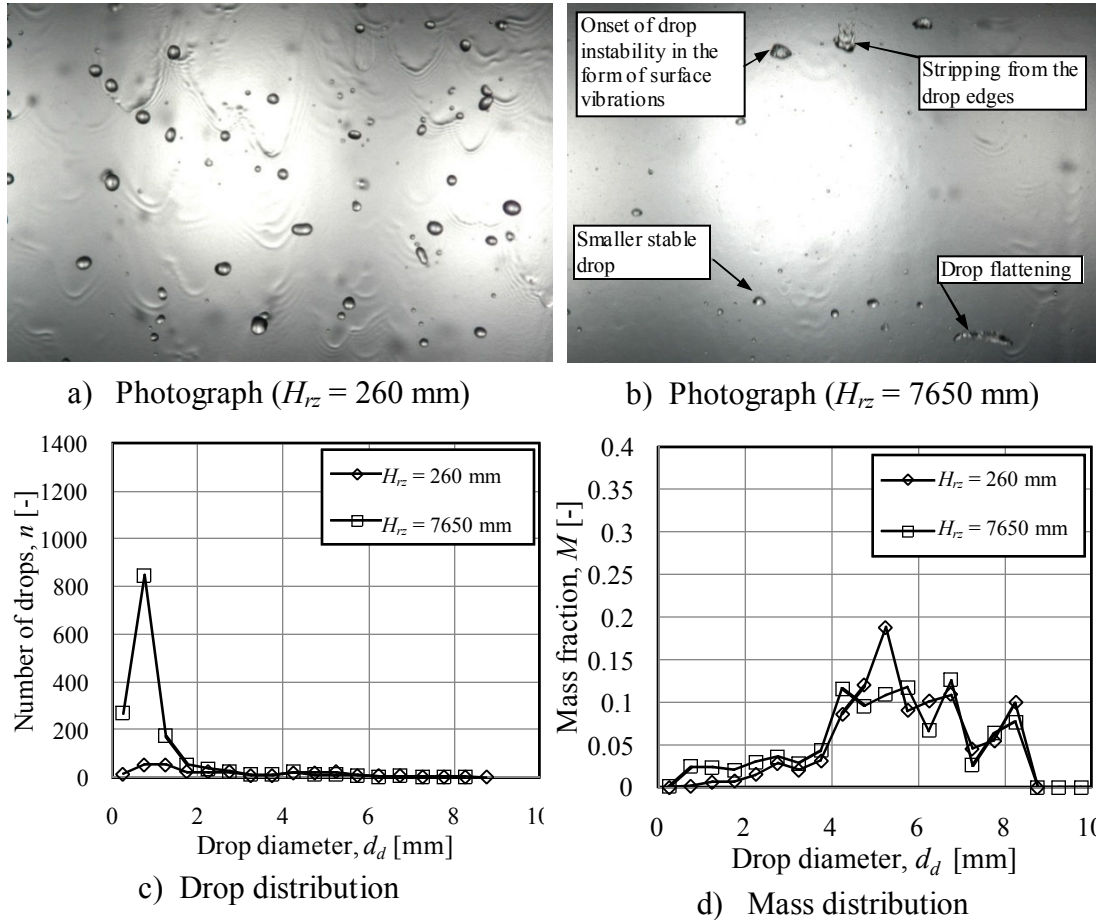 Onset of drop
instability in the
form of surface
vibrations
Stripping from the
drop edges
Smaller stable
drop
Drop flattening
a) Photograph (Hrz = 260 mm)
b) Photograph (Hrz = 7650 mm)
1400
1200
1000
800
600
400
200
0
Number of drops, n [-]
Hrz = 260 mm
Hrz = 7650 mm
0 2 4 6 8 10
Drop diameter, dd [mm]
c) Drop distribution
0.4
0.35
0.3
0.25
0.2
0.15
0.1
0.05
0
Mass fraction, M [-]
Hrz = 260 mm
Hrz = 7650 mm
0 2 4 6 8 10
Drop diameter, dd [mm]
d) Mass distribution